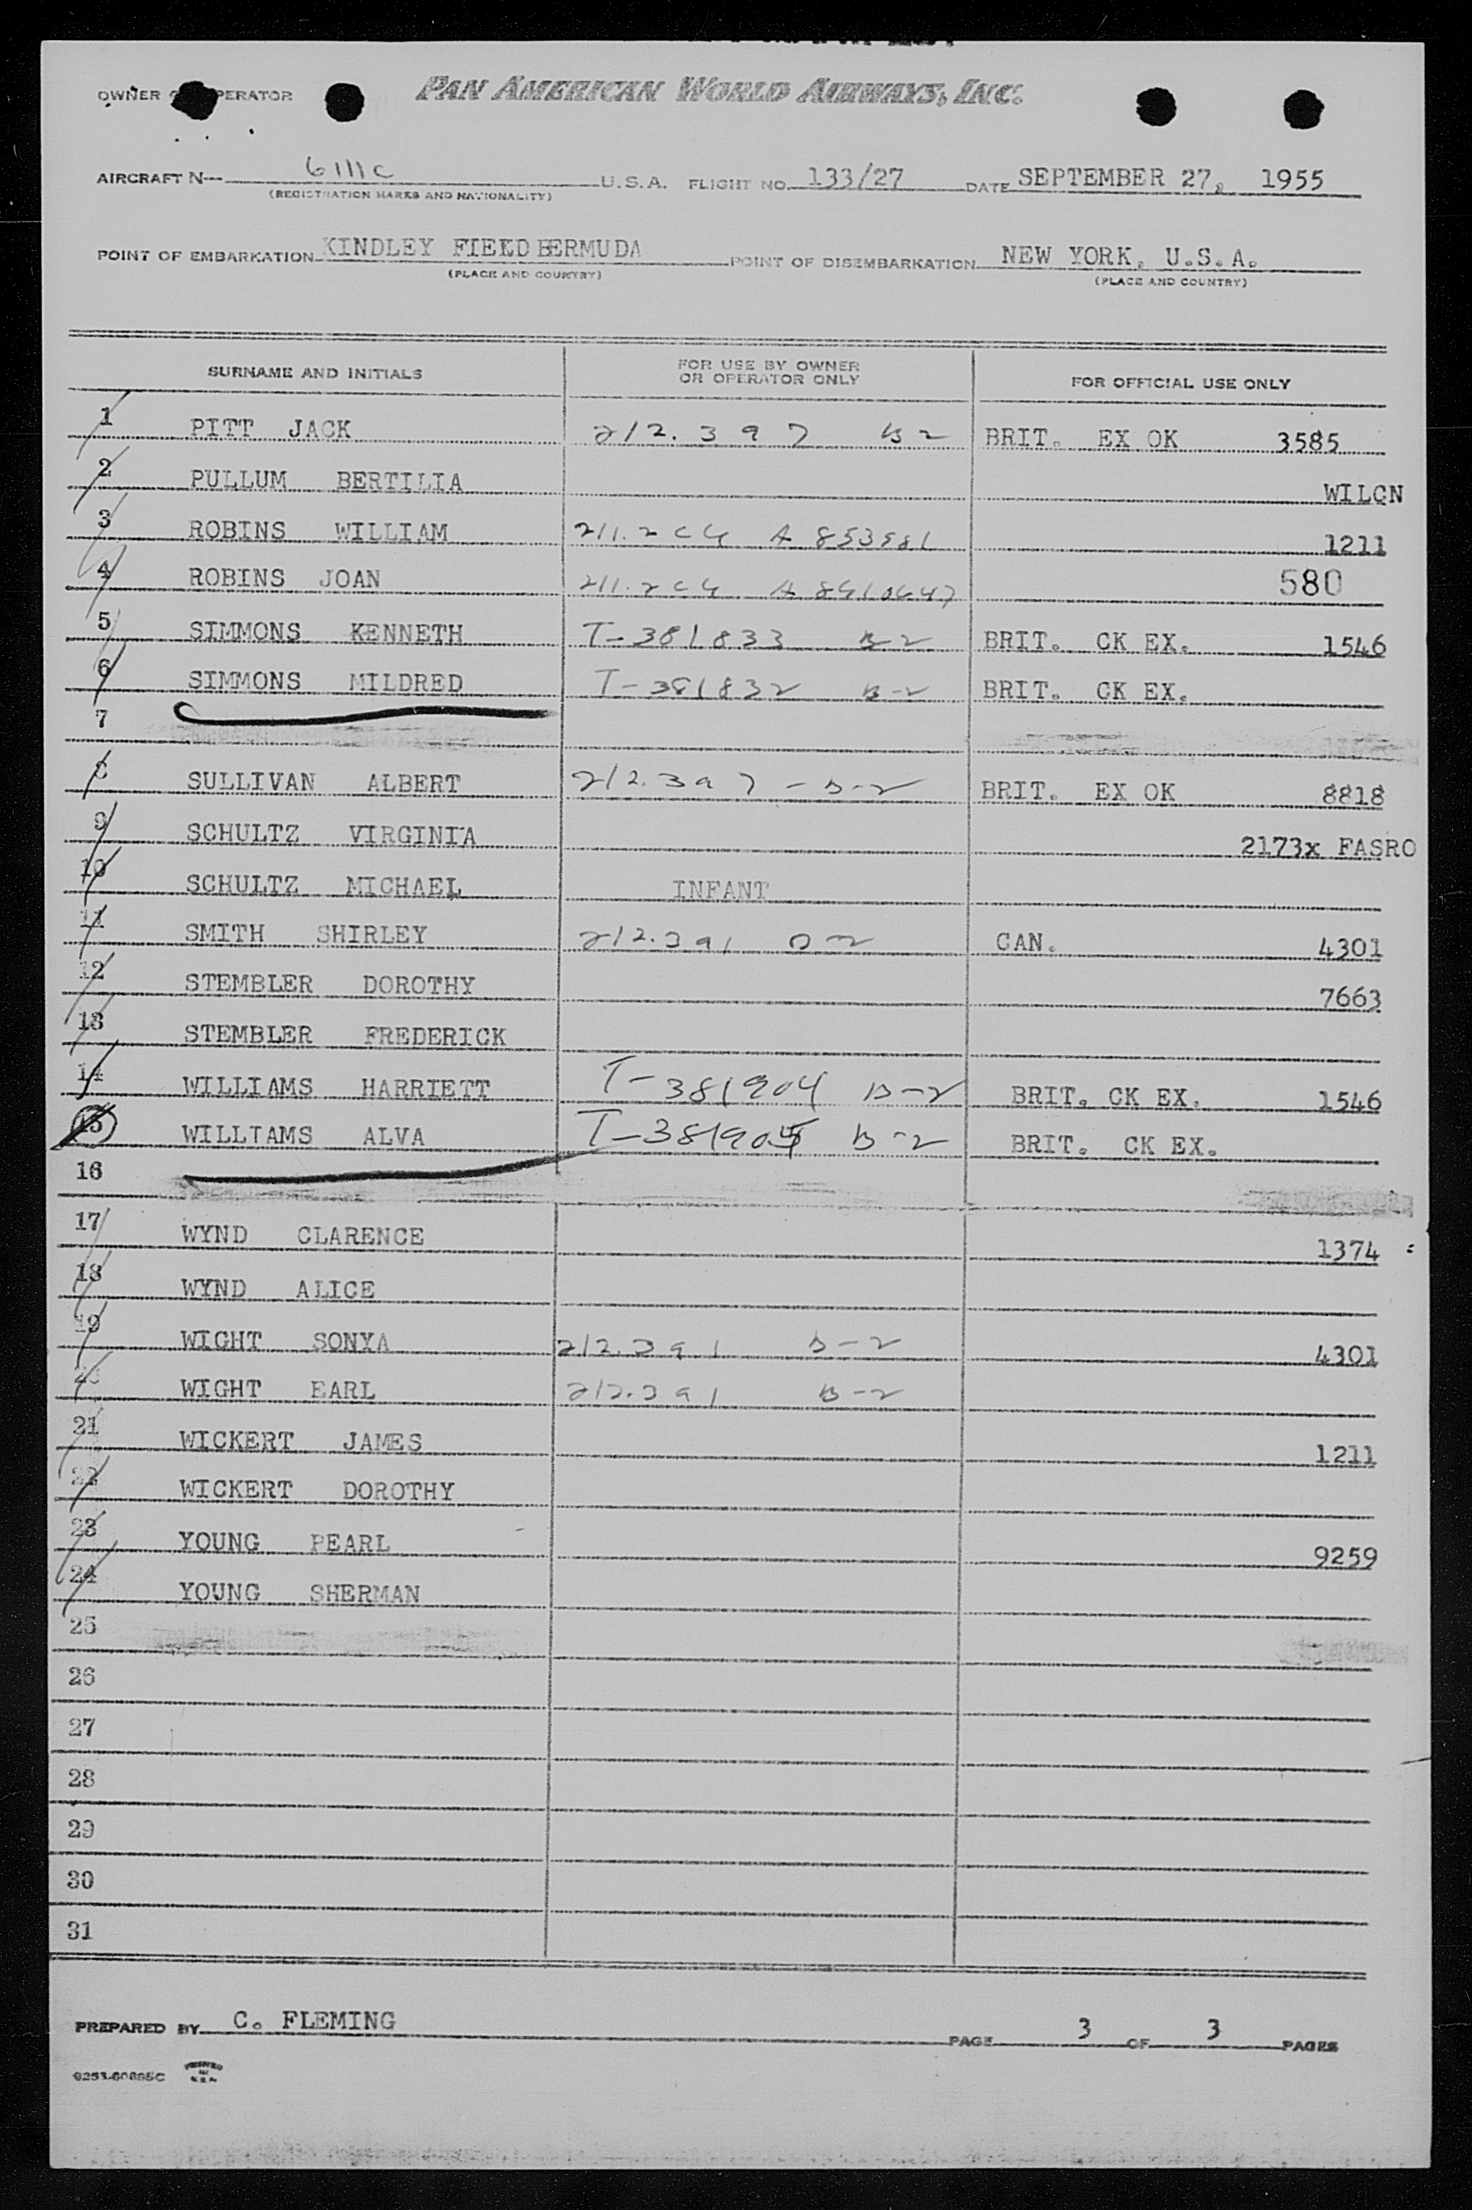 PAN AMERICAN WORLD AIRWAYS, INC.
OWNER OPERATOR
AIRCRAFT N 6111C U.S.A. FLIGHT NO. 133/27 DATE SEPTEMBER 27, 1955
(REGISTRATION MARKS AND NATIONALITY)
POINT OF EMBARKATION KINDLEY FIELD BERMUDA POINT OF DISEMBARKATION NEW YORK, U.S.A.
(PLACE AND COUNTRY) (PLACE AND COUNTRY)
SURNAME AND INITIALS FOR USE BY OWNER OR OPERATOR ONLY FOR OFFICIAL USE ONLY
1 PITT JACK 212.397 B2 BRIT. EX OK 3585
2 PULLUM BERTILIA WILCN
3 ROBINS WILLIAM 1211
4 ROBINS JOAN 580
5 SIMMONS KENNETH T-381833 B-2 BRIT. CK EX. 1546
6 SIMMONS MILDRED T-381832 B-2 BRIT. CK EX.
7
8 SULLIVAN ALBERT 212.397-B-2 BRIT. EX OK 8818
9 SCHULTZ VIRGINIA 2173x FASRO
10 SCHULTZ MICHAEL INFANT
11 SMITH SHIRLEY 212.391 B-2 CAN. 4301
12 STEMBLER DOROTHY 7663
13 STEMBLER FREDERICK
14 WILLIAMS HARRIETT T-381904 B-2 BRIT. CK EX. 1546
15 WILLIAMS ALVA T-381905 B-2 BRIT. CK EX.
16
17 WYND CLARENCE 1374
18 WYND ALICE
19 WIGHT SONYA 212.391 B-2 4301
20 WIGHT EARL 212.391 B-2
21 WICKERT JAMES 1211
22 WICKERT DOROTHY
23 YOUNG PEARL 9259
24 YOUNG SHERMAN
25
26
27
28
29
30
31
PREPARED BY C. FLEMING PAGE 3 OF 3 PAGES
PRINTED IN U.S.A.